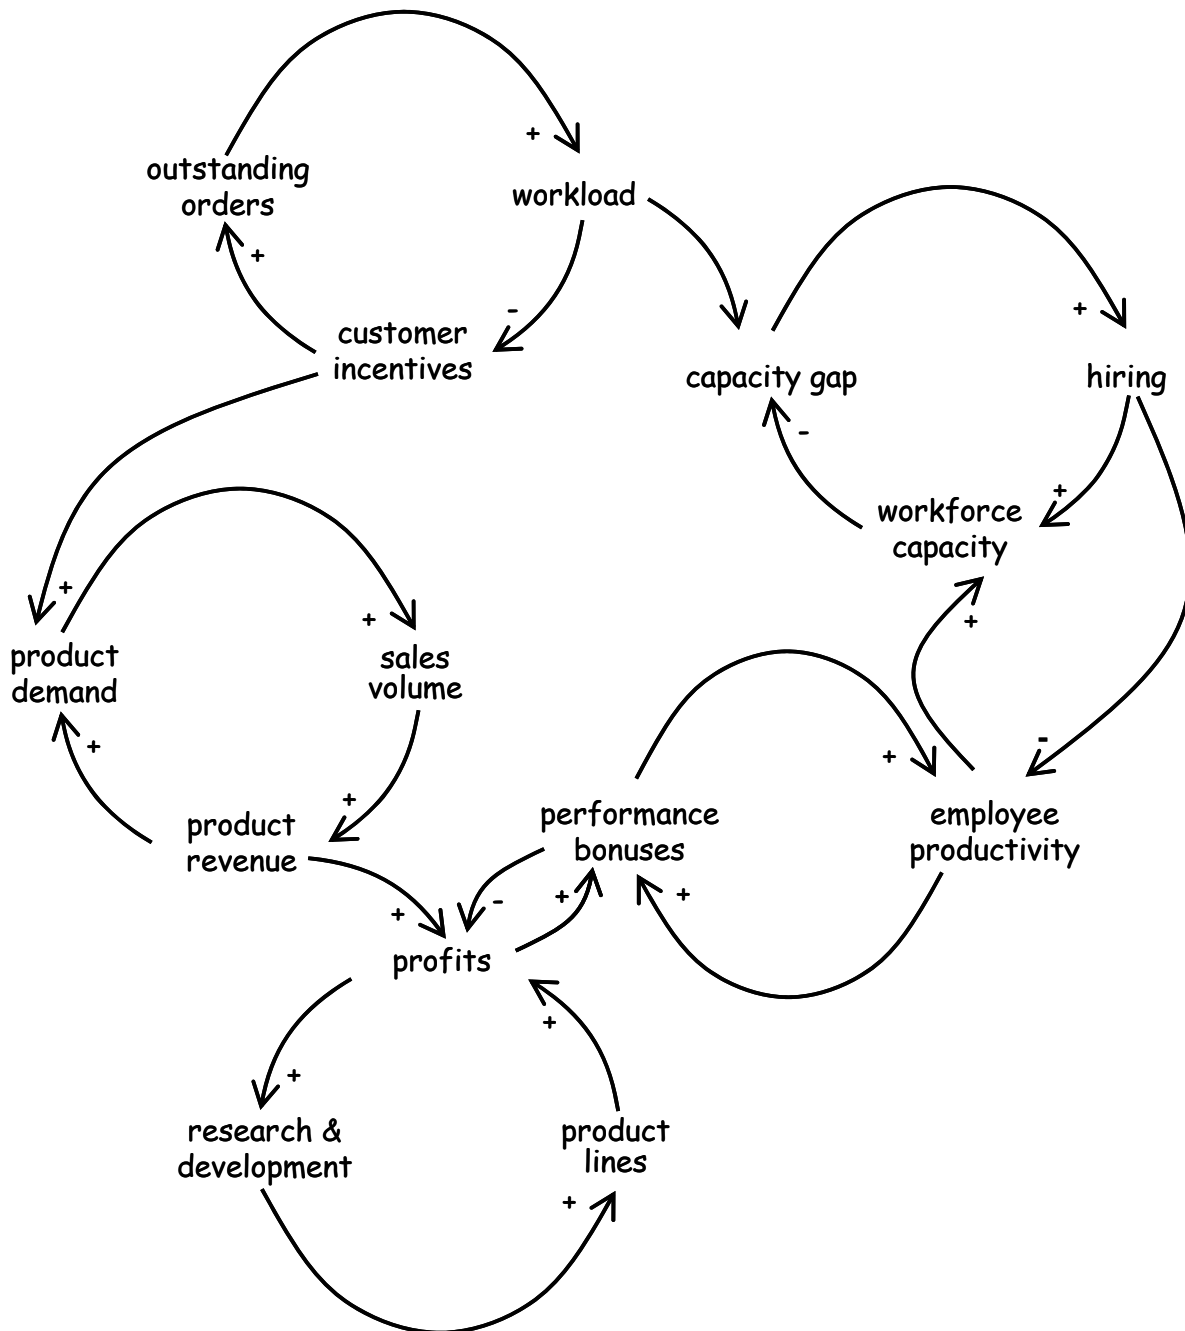 +
outstanding
orders
workload
+
-
customer
incentives
+
capacity gap
hiring
-
+
workforce
capacity
+
+
+
product
demand
sales
volume
+
-
+
+
+
product
revenue
performance
bonuses
employee
productivity
+
-
+
+
profits
+
+
research &
development
product
lines
+